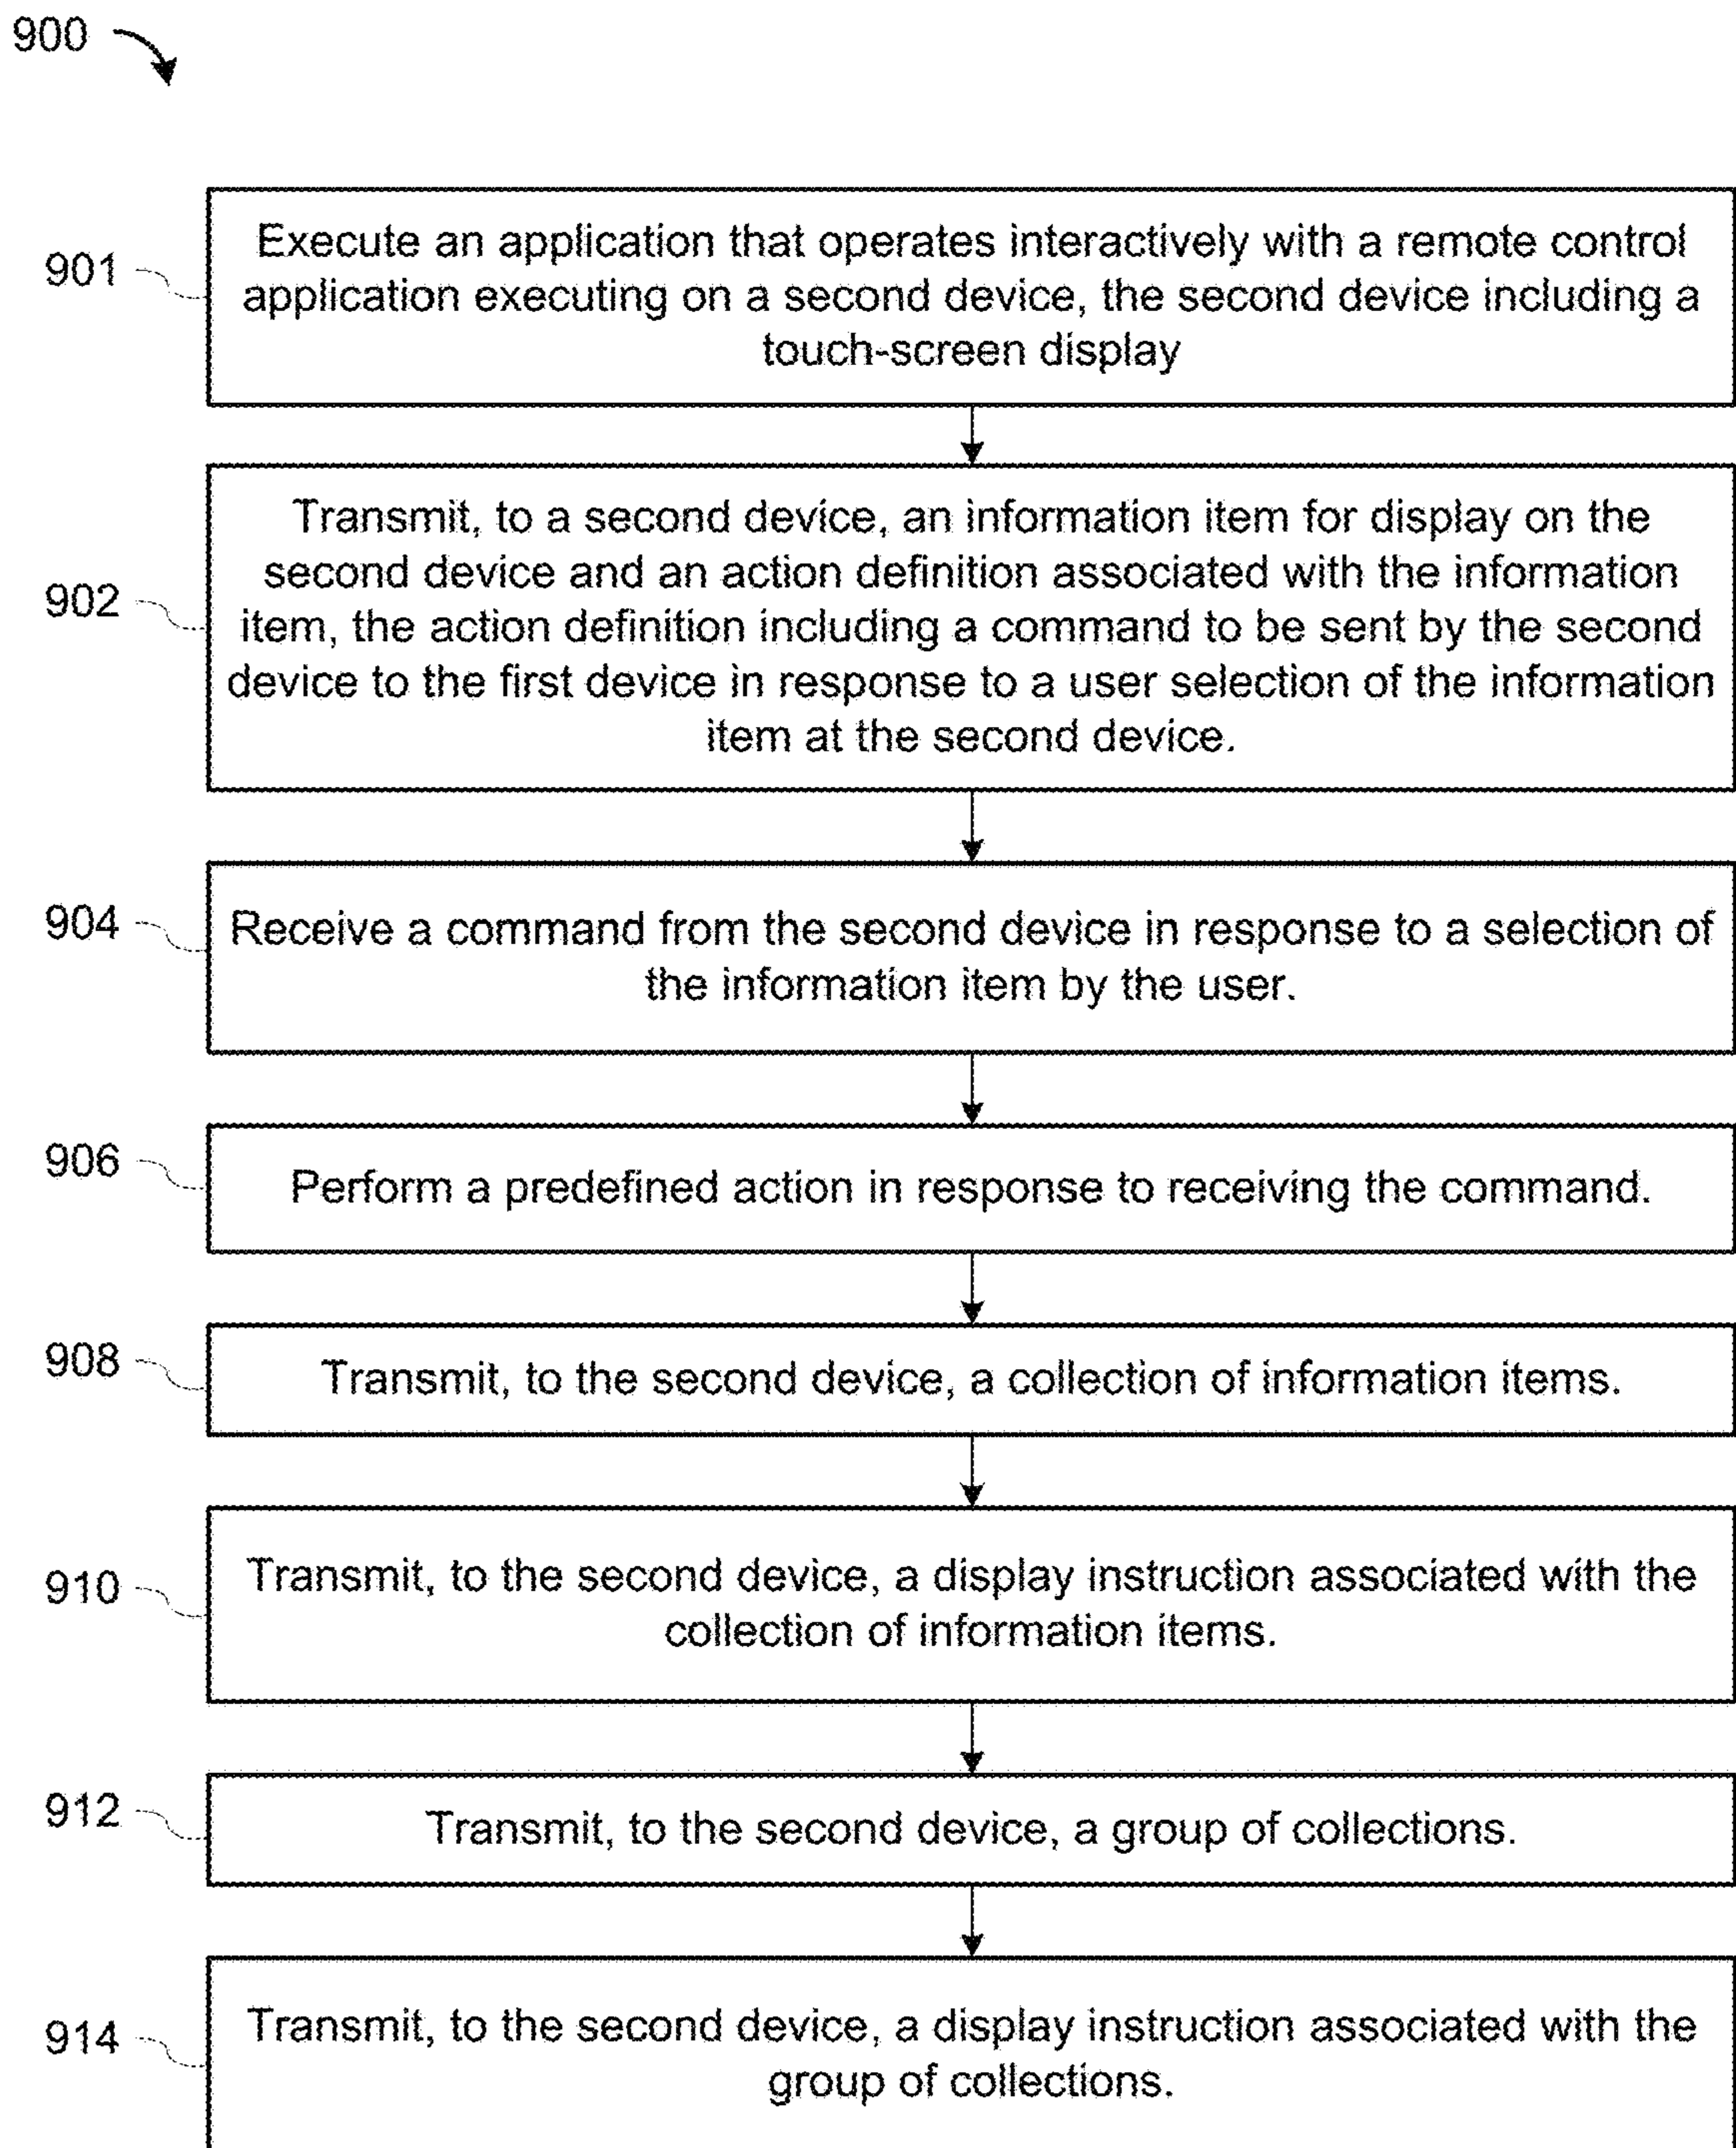 900
901
Execute an application that operates interactively with a remote control
application executing on a second device, the second device including a
touch-screen display
902
Transmit, to a second device, an information item for display on the
second device and an action definition associated with the information
item, the action definition including a command to be sent by the second
device to the first device in response to a user selection of the information
item at the second device.
904
Receive a command from the second device in response to a selection of
the information item by the user.
906
Perform a predefined action in response to receiving the command.
908
Transmit, to the second device, a collection of information items.
910
Transmit, to the second device, a display instruction associated with the
collection of information items.
912
Transmit, to the second device, a group of collections.
914
Transmit, to the second device, a display instruction associated with the
group of collections.